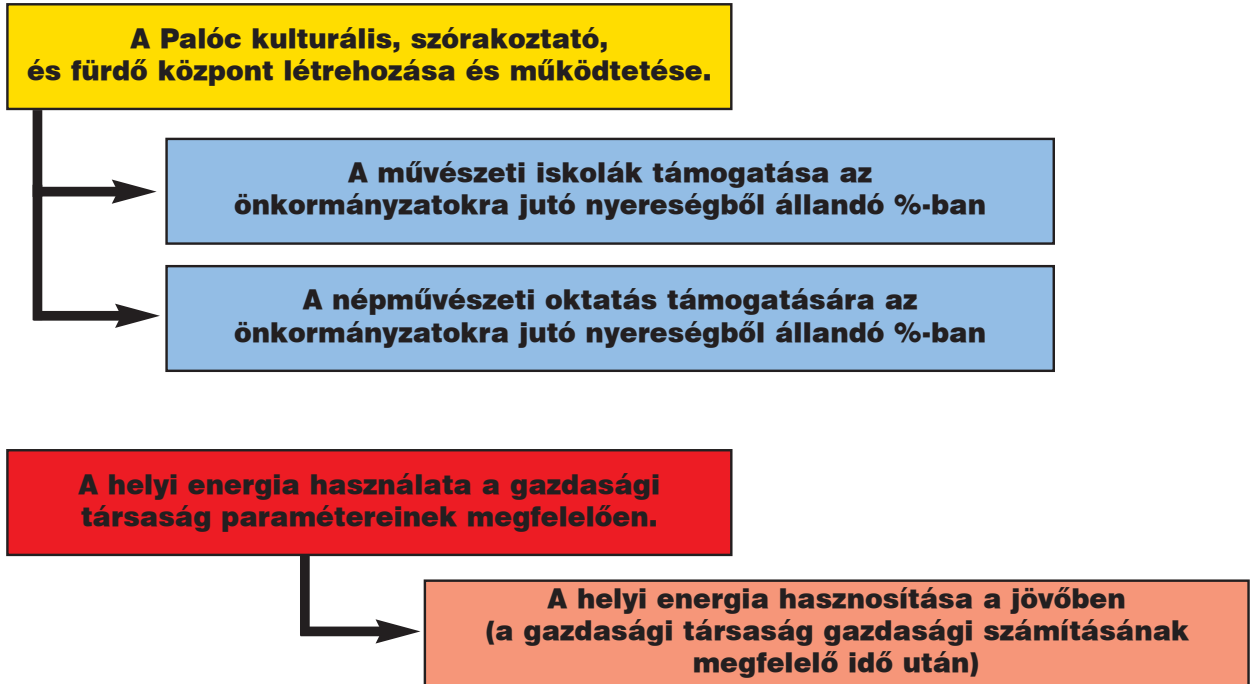 A Palóc kulturális, szórakoztató,
és fürdő központ létrehozása és működtetése.
A művészeti iskolák támogatása az
önkormányzatokra jutó nyereségből állandó %-ban
A népművészeti oktatás támogatására az
önkormányzatokra jutó nyereségből állandó %-ban
A helyi energia használata a gazdasági
társaság paramétereinek megfelelően.
A helyi energia hasznosítása a jövőben
(a gazdasági társaság gazdasági számításának
megfelelő idő után)